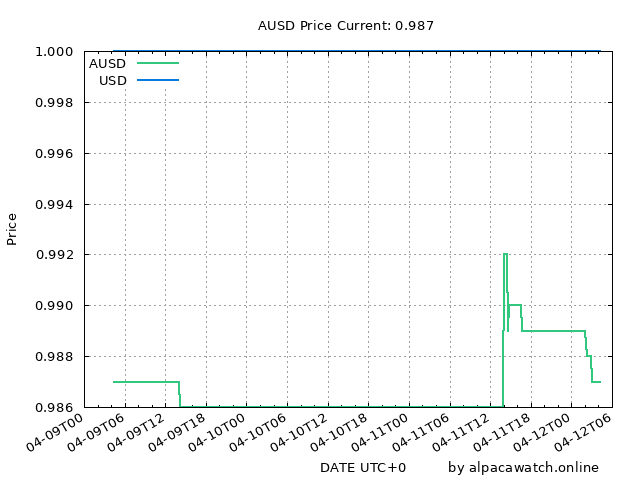 AUSD Price Current: 0.987
1.000
AUSD
USD
0.998
0.996
0.994
Price
0.992
0.990
0.988
0.986
04-09T00
04-09T06
04-09T12
04-09T18
04-10T00
04-10T06
04-10T12
04-10T18
04-11T00
04-11T06
04-11T12
04-11T18
04-12T00
04-12T06
DATE UTC+0
by alpacawatch.online